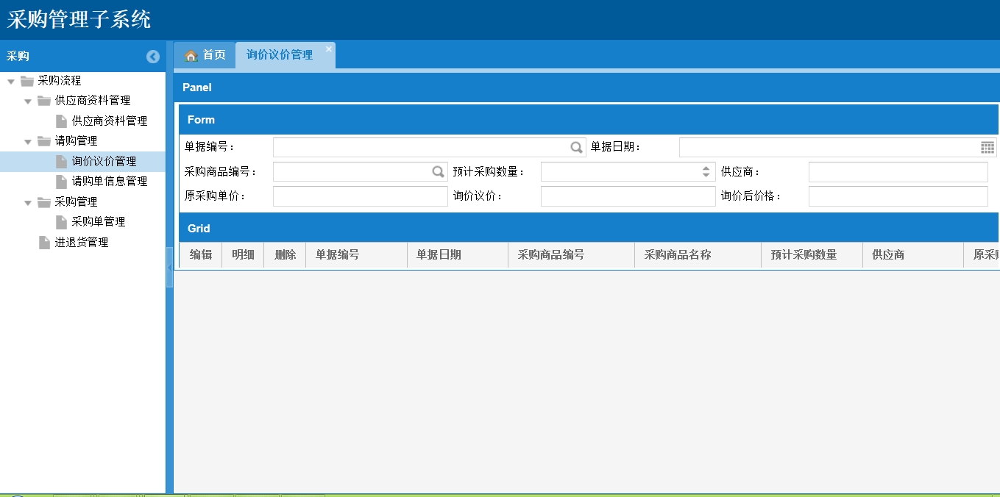 采购管理子系统
采购
首页 询价议价管理
采购流程
供应商资料管理
供应商资料管理
请购管理
询价议价管理
请购单信息管理
采购管理
采购单管理
进退货管理
Panel
Form
单据编号： 单据日期：
采购商品编号： 预计采购数量： 供应商：
原采购单价： 询价议价： 询价后价格：
Grid
编辑 明细 删除 单据编号 单据日期 采购商品编号 采购商品名称 预计采购数量 供应商 原采